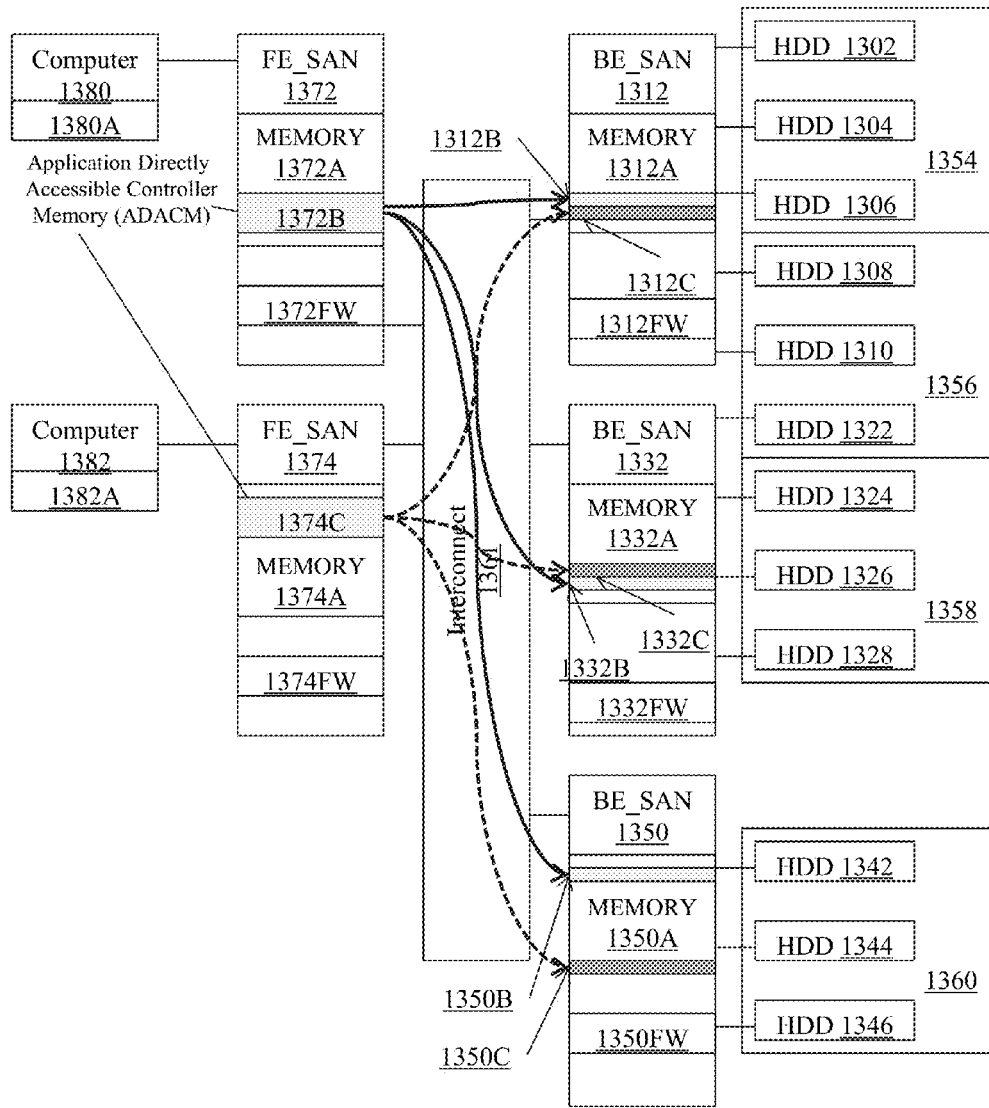 Computer
1380
1380A
Application Directly
Accessible Controller
Memory (ADACM)
Computer
1382
1382A
FE_SAN
1372
MEMORY
1372A
1372B
1372FW
FE_SAN
1374
1374C
MEMORY
1374A
1374FW
Interconnect
1361
BE_SAN
1312
MEMORY
1312A
1312B
1312C
1312FW
BE_SAN
1332
MEMORY
1332A
1332C
1332B
1332FW
BE_SAN
1350
MEMORY
1350A
1350B
1350C
1350FW
HDD 1302
HDD 1304
HDD 1306
1354
HDD 1308
HDD 1310
HDD 1322
1356
HDD 1324
HDD 1326
HDD 1328
1358
HDD 1342
HDD 1344
HDD 1346
1360